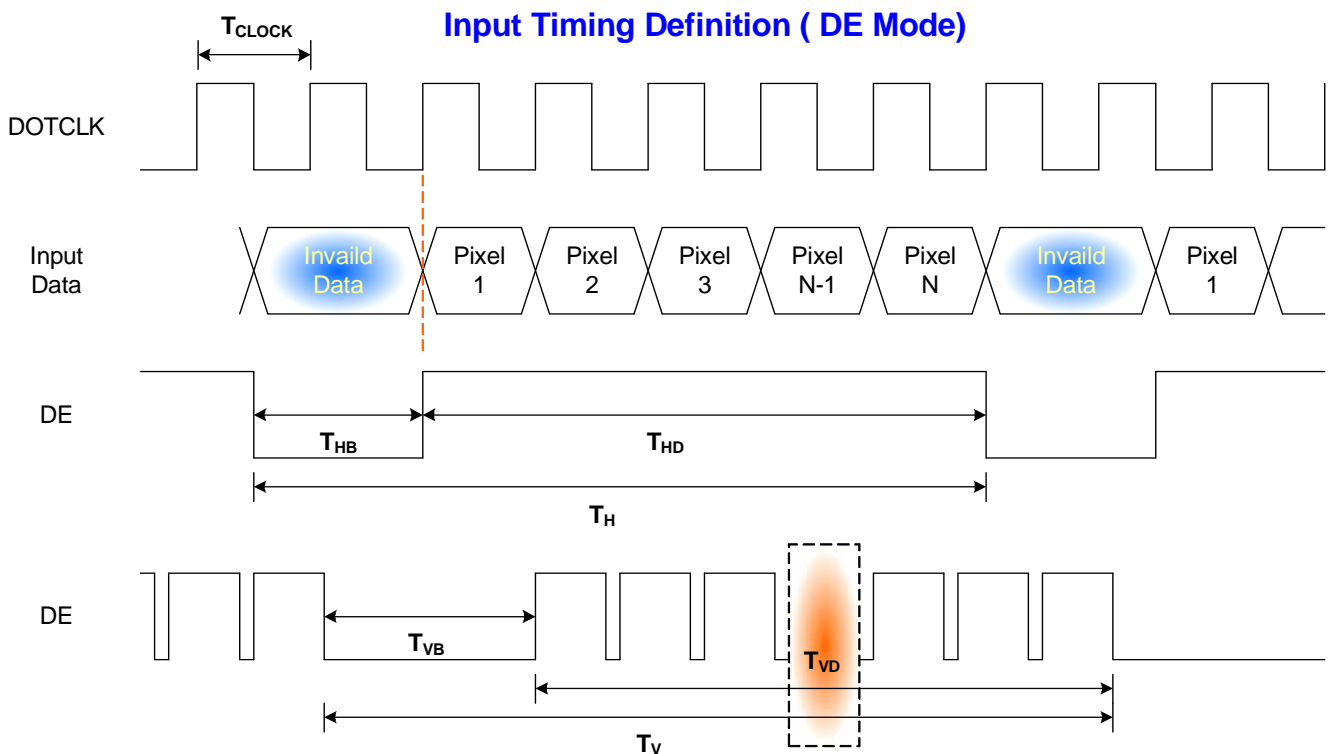 Input Timing Definition ( DE Mode)
TCLOCK
DOTCLK
Input
Data
Invaild
Data
Pixel
1
Pixel
2
Pixel
3
Pixel
N-1
Pixel
N
Invaild
Data
Pixel
1
DE
THB
THD
TH
DE
TVB
TVD
TV